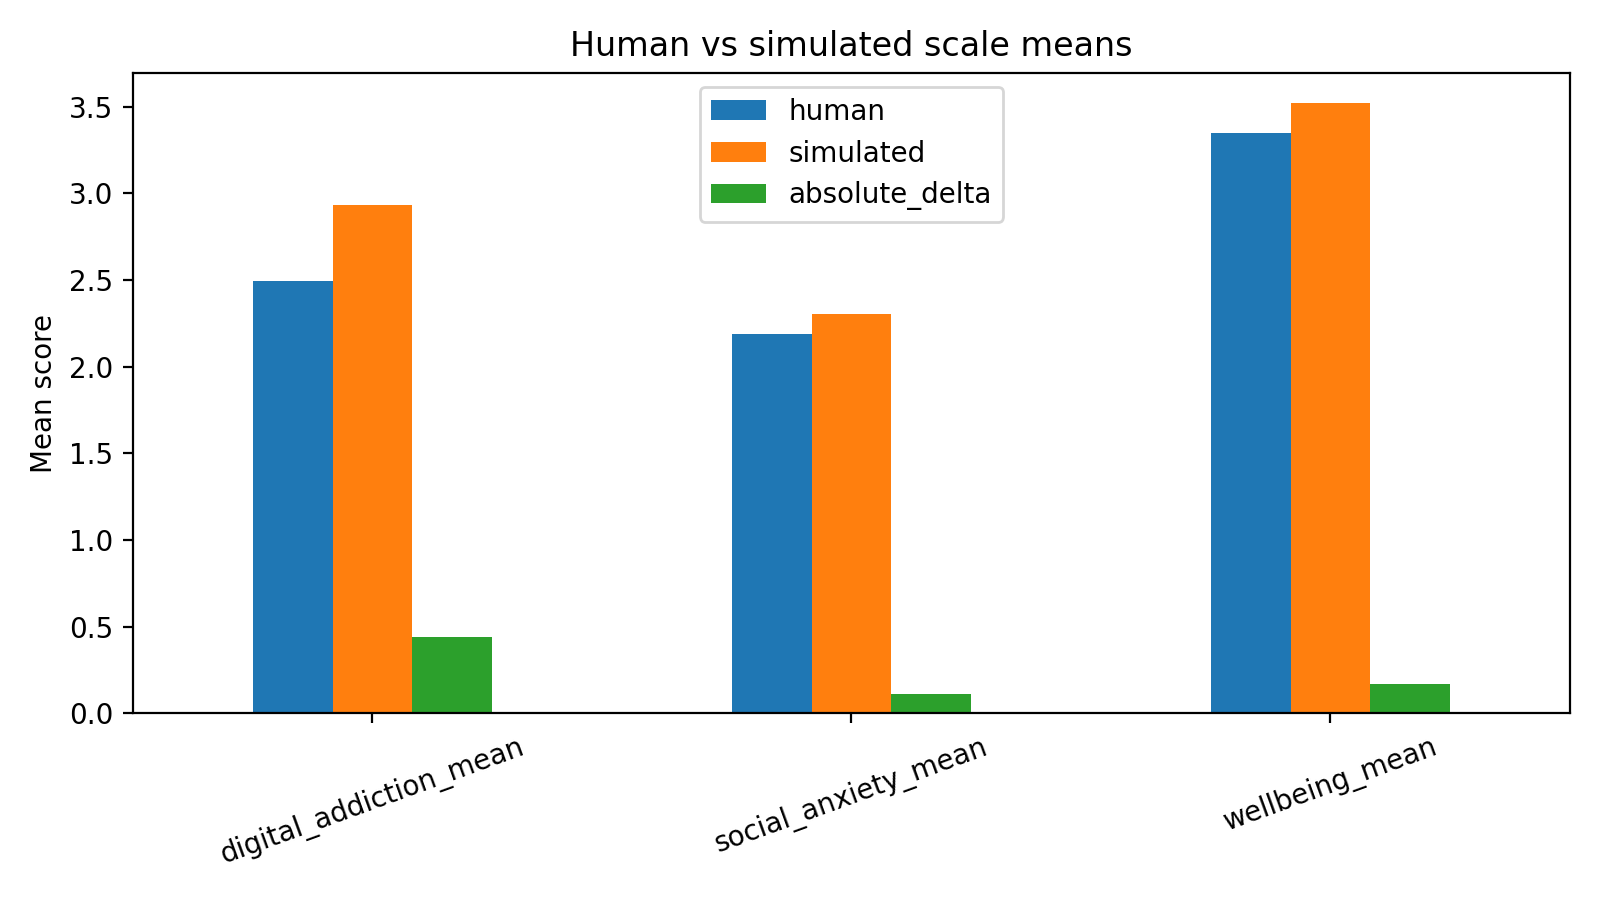 Human vs simulated scale means
human
simulated
absolute_delta
3.5
3.0
2.5
2.0
1.5
1.0
0.5
0.0
Mean score
digital_addiction_mean
social_anxiety_mean
wellbeing_mean